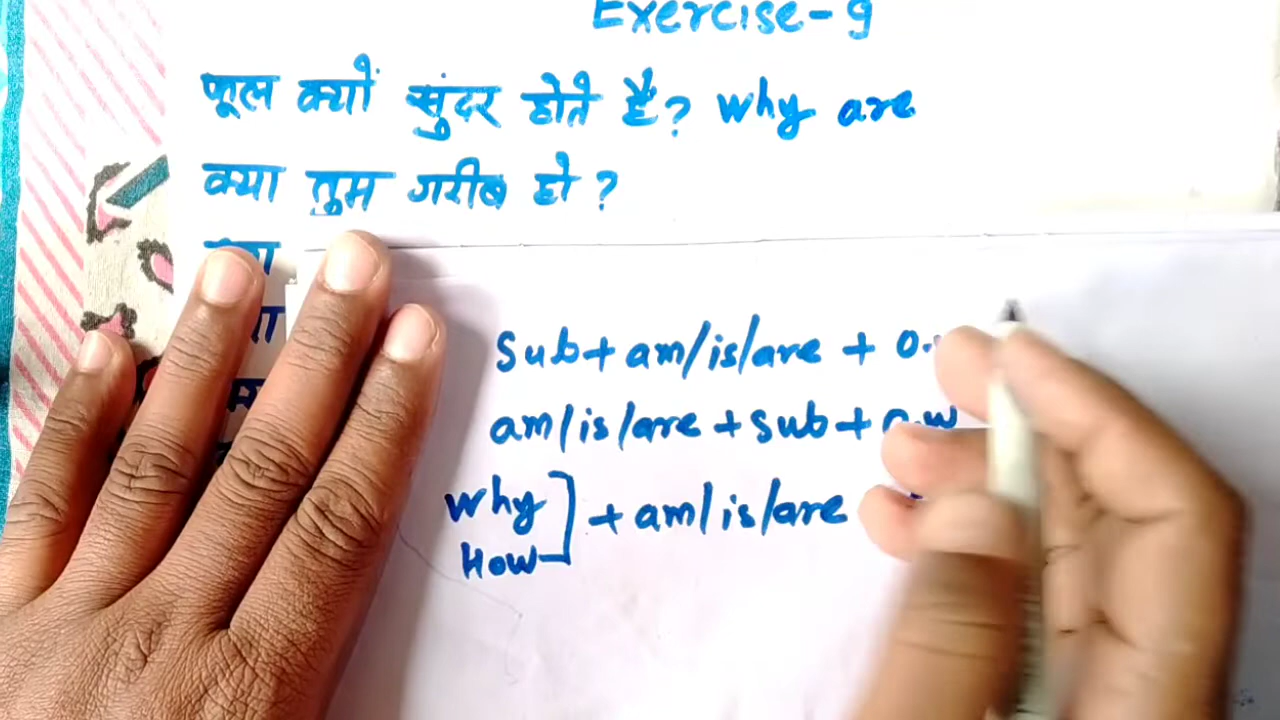 Exercise-9
फूल क्यों सुंदर होते है? Why are
क्या तुम गरीब हो ?
Sub + am/is/are +
am/is/are + sub + o.w
Why
How ] + am/is/are